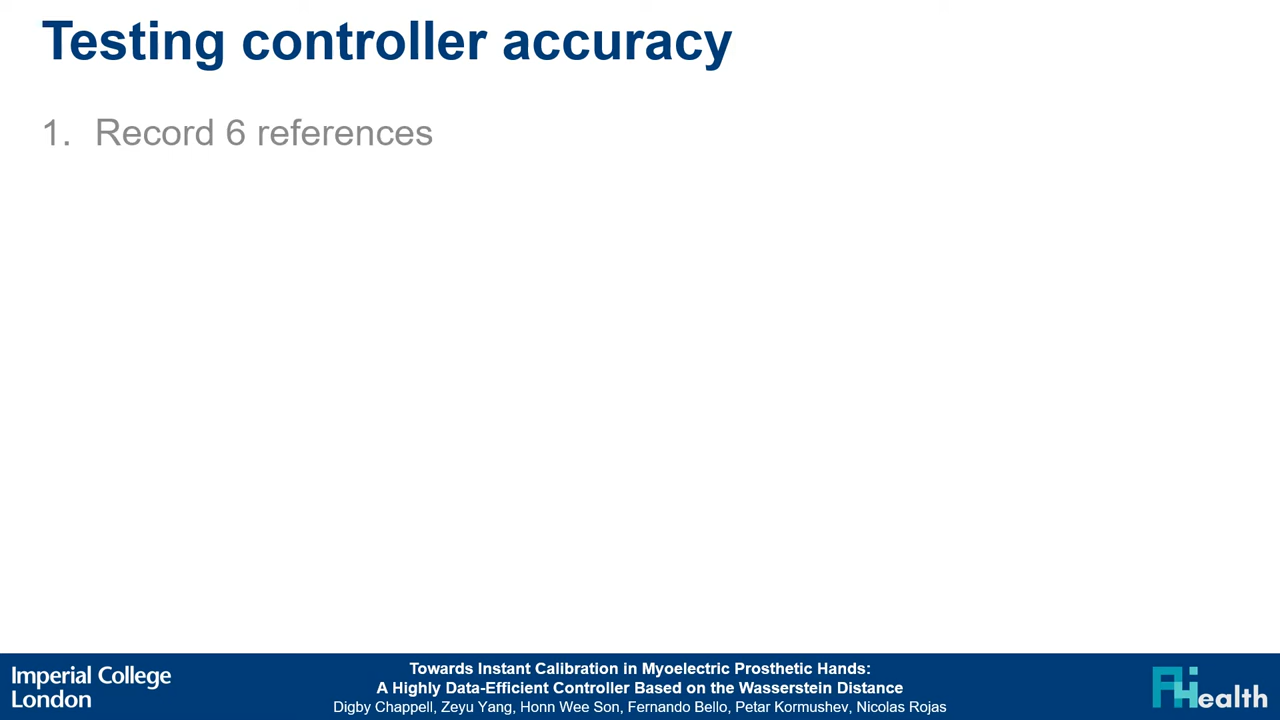 Testing controller accuracy
1. Record 6 references
Imperial College
London
Towards Instant Calibration in Myoelectric Prosthetic Hands:
A Highly Data-Efficient Controller Based on the Wasserstein Distance
Digby Chappell, Zeyu Yang, Honn Wee Son, Fernando Bello, Petar Kormushev, Nicolas Rojas
FHiealth